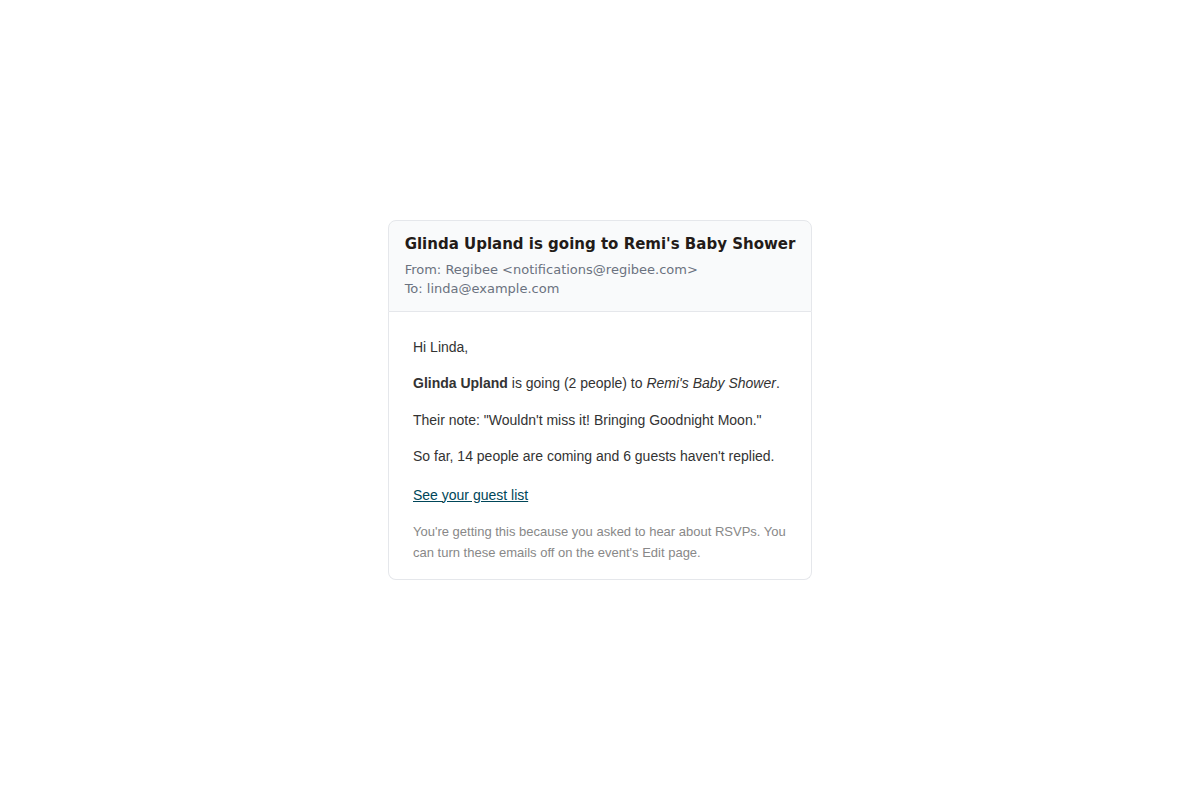 Glinda Upland is going to Remi's Baby Shower
From: Regibee <notifications@regibee.com>
To: linda@example.com
Hi Linda,
Glinda Upland is going (2 people) to Remi's Baby Shower.
Their note: "Wouldn't miss it! Bringing Goodnight Moon."
So far, 14 people are coming and 6 guests haven't replied.
See your guest list
You're getting this because you asked to hear about RSVPs. You
can turn these emails off on the event's Edit page.